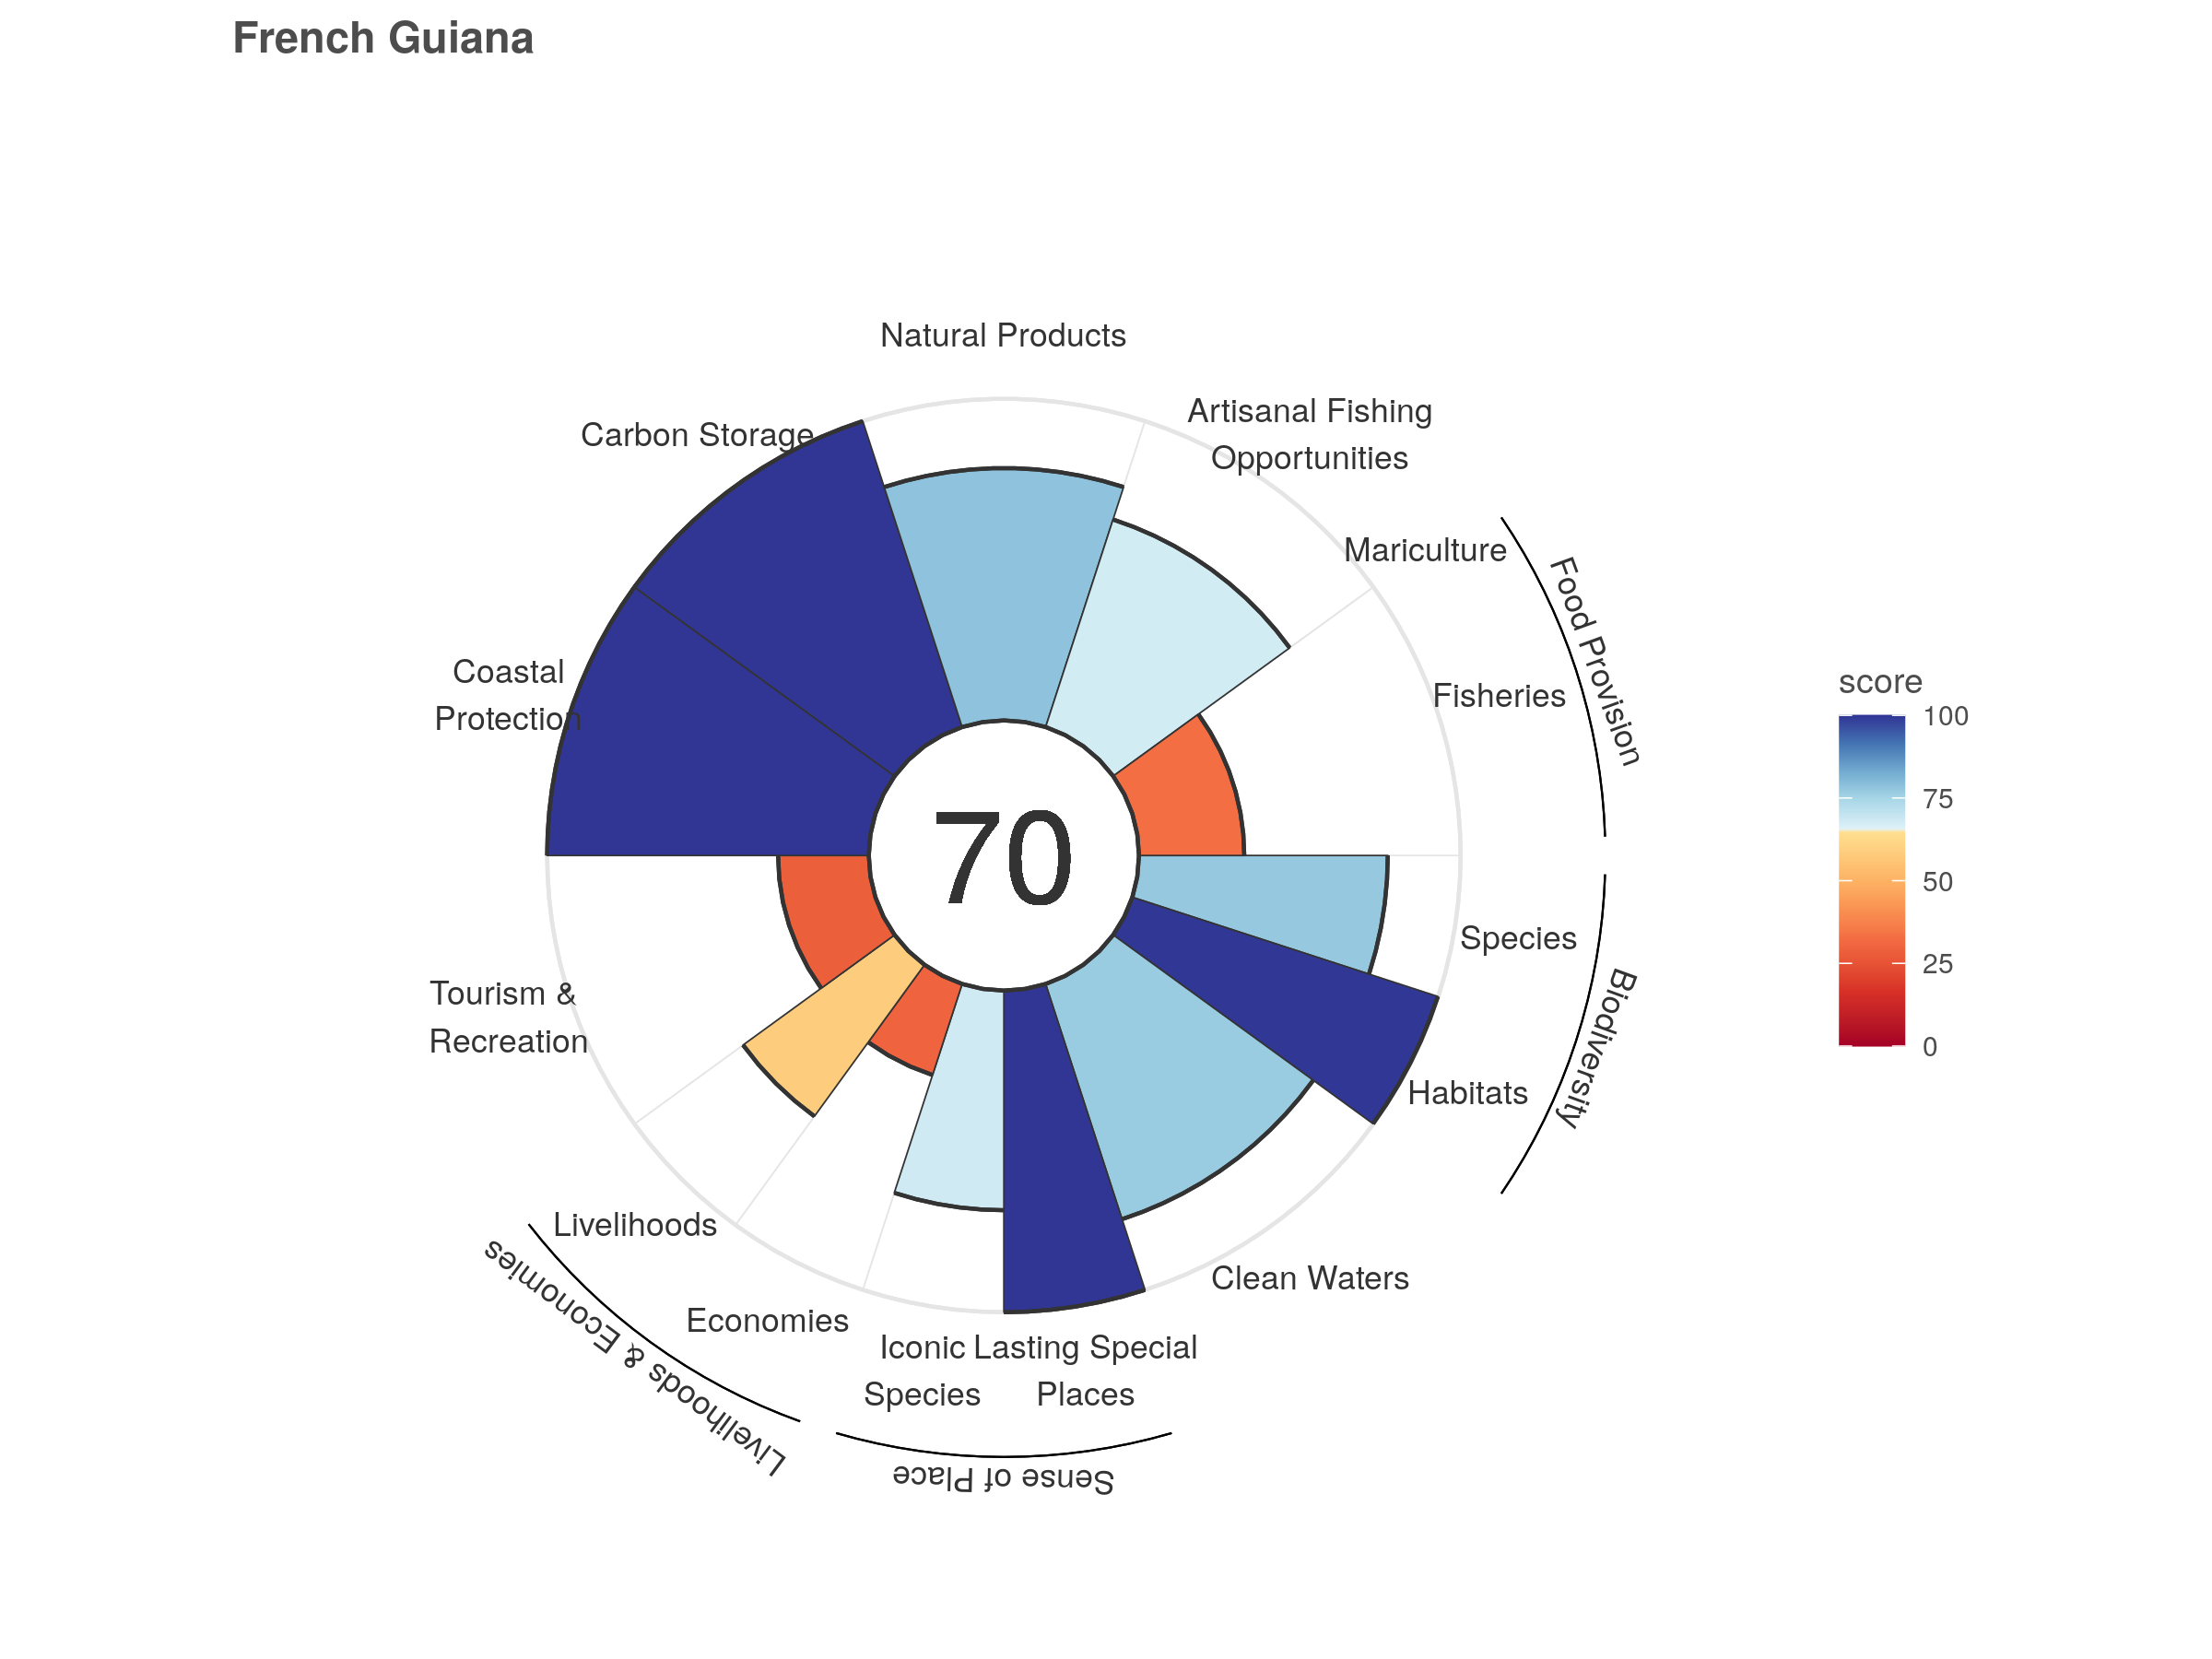 French Guiana
Natural Products
Artisanal Fishing
Opportunities
Carbon Storage
Mariculture
Food Provision
Fisheries
Coastal
Protection
score
100
75
50
25
0
70
Species
Biodiversity
Habitats
Tourism &
Recreation
Livelihoods
Livelihoods & Economies
Economies
Clean Waters
Iconic
Species
Lasting Special
Places
Sense of Place